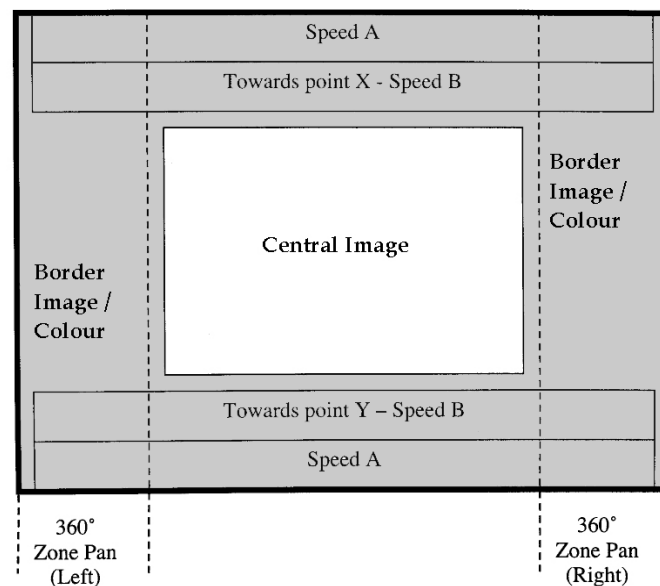 Speed A
Towards point X - Speed B
Border
Image /
Colour
Central Image
Border
Image /
Colour
Towards point Y – Speed B
Speed A
360°
Zone Pan
(Left)
360°
Zone Pan
(Right)